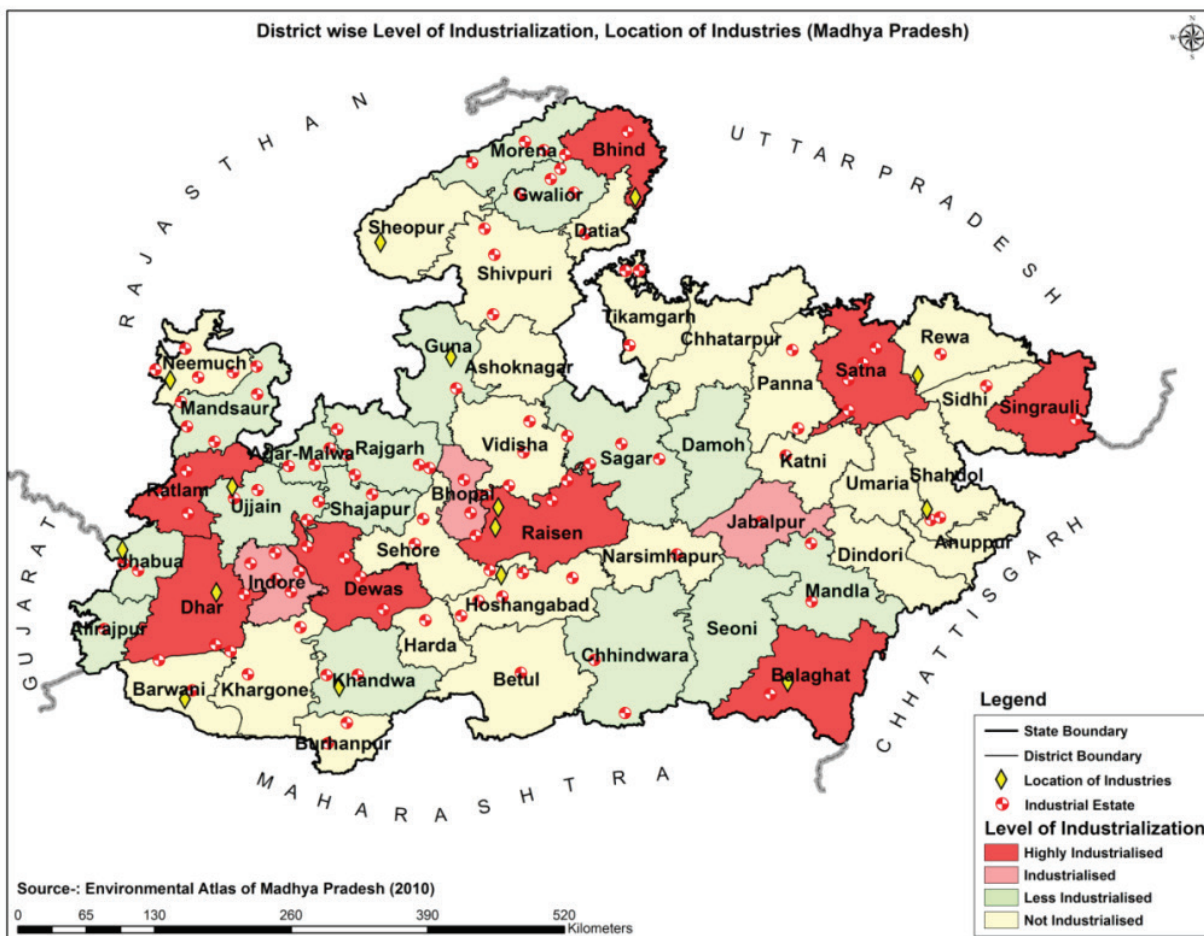 District wise Level of Industrialization, Location of Industries (Madhya Pradesh)
N
W E
S
RAJASTHAN
UTTARPRADESH
GUJARAT
CHHATISGARH
MAHARASHTRA
Morena
Bhind
Gwalior
Sheopur
Datia
Shivpuri
Tikamgarh
Chhatarpur
Rewa
Neemuch
Guna
Ashoknagar
Panna
Satna
Sidhi
Singrauli
Mandsaur
Vidisha
Agar-Malwa
Rajgarh
Sagar
Damoh
Katni
Shahdol
Umaria
Ratlam
Ujjain
Shajapur
Bhopal
Raisen
Jabalpur
Anuppur
Jhabua
Sehore
Narsimhapur
Dindori
Indore
Dewas
Mandla
Dhar
Hoshangabad
Alirajpur
Seoni
Harda
Chhindwara
Barwani
Khargone
Khandwa
Betul
Balaghat
Burhanpur
Legend
State Boundary
District Boundary
Location of Industries
Industrial Estate
Level of Industrialization
Highly Industrialised
Industrialised
Less Industrialised
Not Industrialised
Source-: Environmental Atlas of Madhya Pradesh (2010)
0 65 130 260 390 520
Kilometers